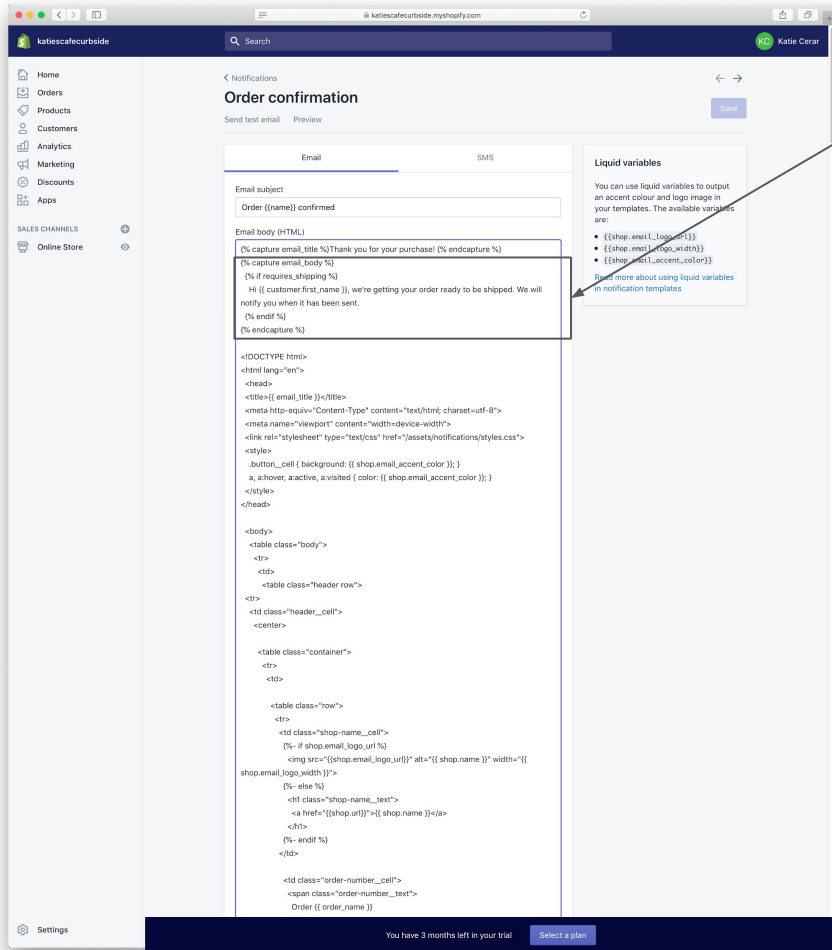 katiescafecurbside.myshopify.com
katiescafecurbside
Search
KC Katie Cerar
Home
Orders
Products
Customers
Analytics
Marketing
Discounts
Apps
SALES CHANNELS
Online Store
Settings
Notifications
Order confirmation
Send test email Preview
Save
Email SMS
Email subject
Order {{name}} confirmed
Email body (HTML)
{% capture email_title %}Thank you for your purchase! {% endcapture %}
{% capture email_body %}
{% if requires_shipping %}
Hi {{ customer.first_name }}, we're getting your order ready to be shipped. We will
notify you when it has been sent.
{% endif %}
{% endcapture %}
<!DOCTYPE html>
<html lang="en">
<head>
<title>{{ email_title }}</title>
<meta http-equiv="Content-Type" content="text/html; charset=utf-8">
<meta name="viewport" content="width=device-width">
<link rel="stylesheet" type="text/css" href="/assets/notifications/styles.css">
<style>
.button__cell { background: {{ shop.email_accent_color }}; }
a, a:hover, a:active, a:visited { color: {{ shop.email_accent_color }}; }
</style>
</head>
<body>
<table class="body">
<tr>
<td>
<table class="header row">
<tr>
<td class="header__cell">
<center>
<table class="container">
<tr>
<td>
<table class="row">
<tr>
<td class="shop-name__cell">
{%- if shop.email_logo_url %}
<img src="{{shop.email_logo_url}}" alt="{{ shop.name }}" width="{{
shop.email_logo_width }}">
{%- else %}
<h1 class="shop-name__text">
<a href="{{shop.url}}">{{ shop.name }}</a>
</h1>
{%- endif %}
</td>
<td class="order-number__cell">
<span class="order-number__text">
Order {{ order_name }}
Liquid variables
You can use liquid variables to output
an accent colour and logo image in
your templates. The available variables
are:
{{shop.email_logo_url}}
{{shop.email_logo_width}}
{{shop.email_accent_color}}
Read more about using liquid variables
in notification templates
You have 3 months left in your trial Select a plan